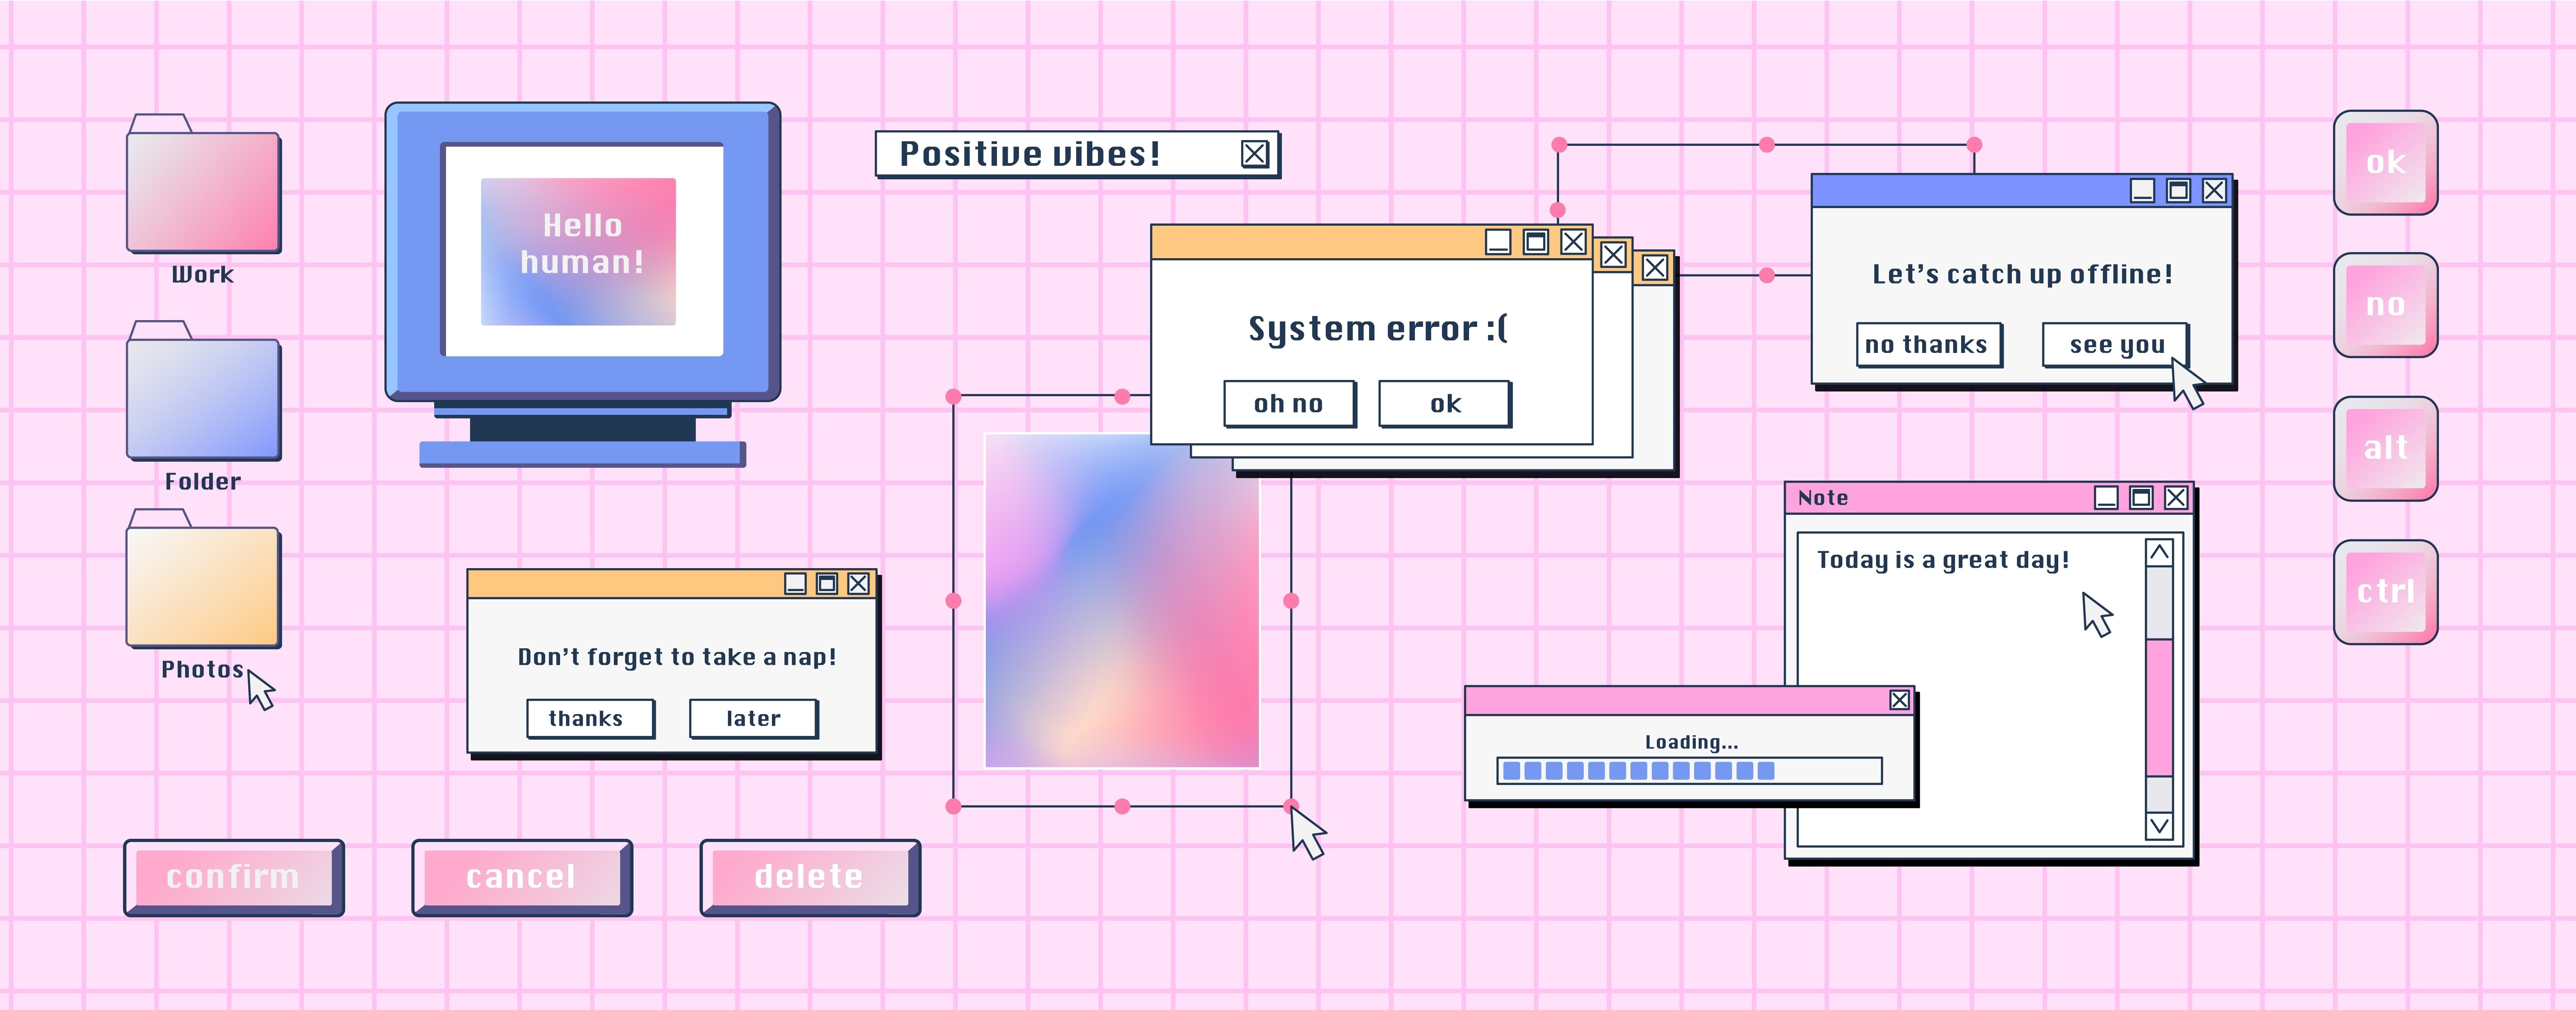 Work
Folder
Photos
Hello
human!
Positive vibes!
System error :(
oh no
ok
Let's catch up offline!
no thanks
see you
ok
no
alt
ctrl
Don't forget to take a nap!
thanks
later
Note
Today is a great day!
Loading...
confirm
cancel
delete